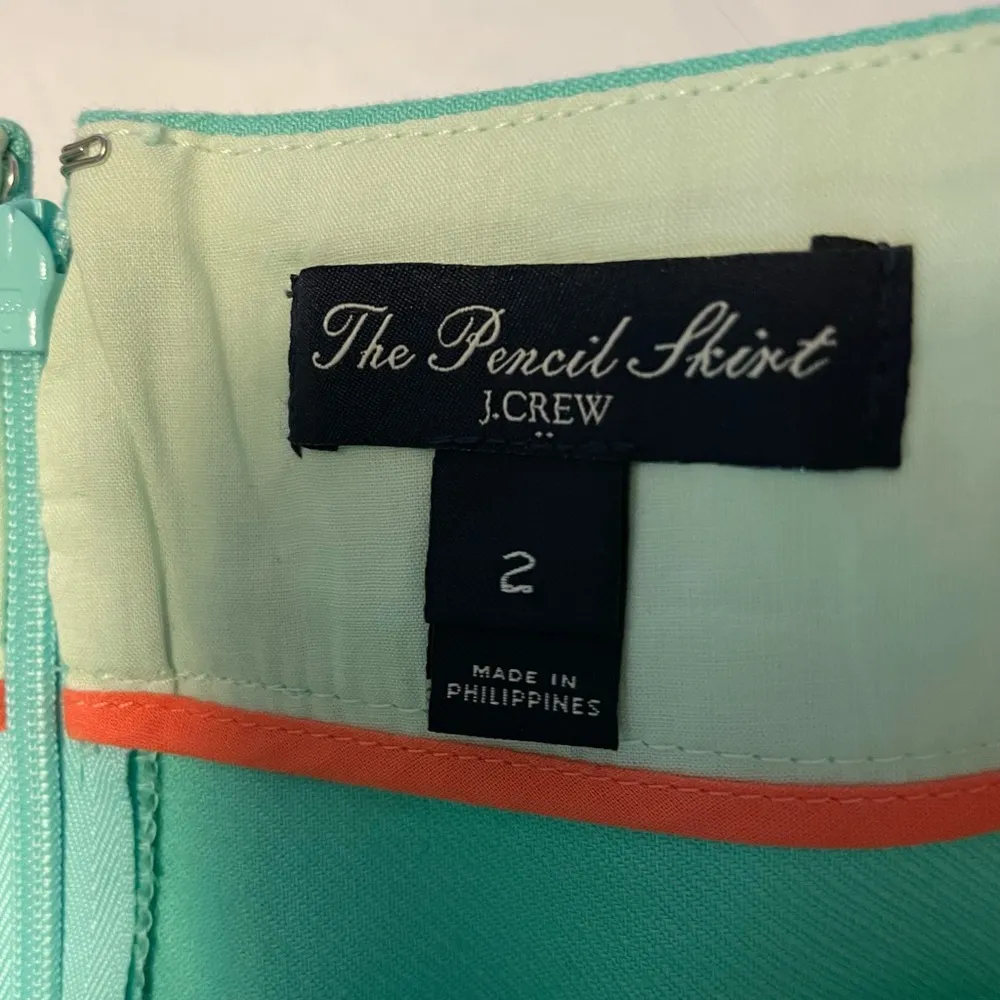 The Pencil Skirt
J.CREW
2
MADE IN
PHILIPPINES